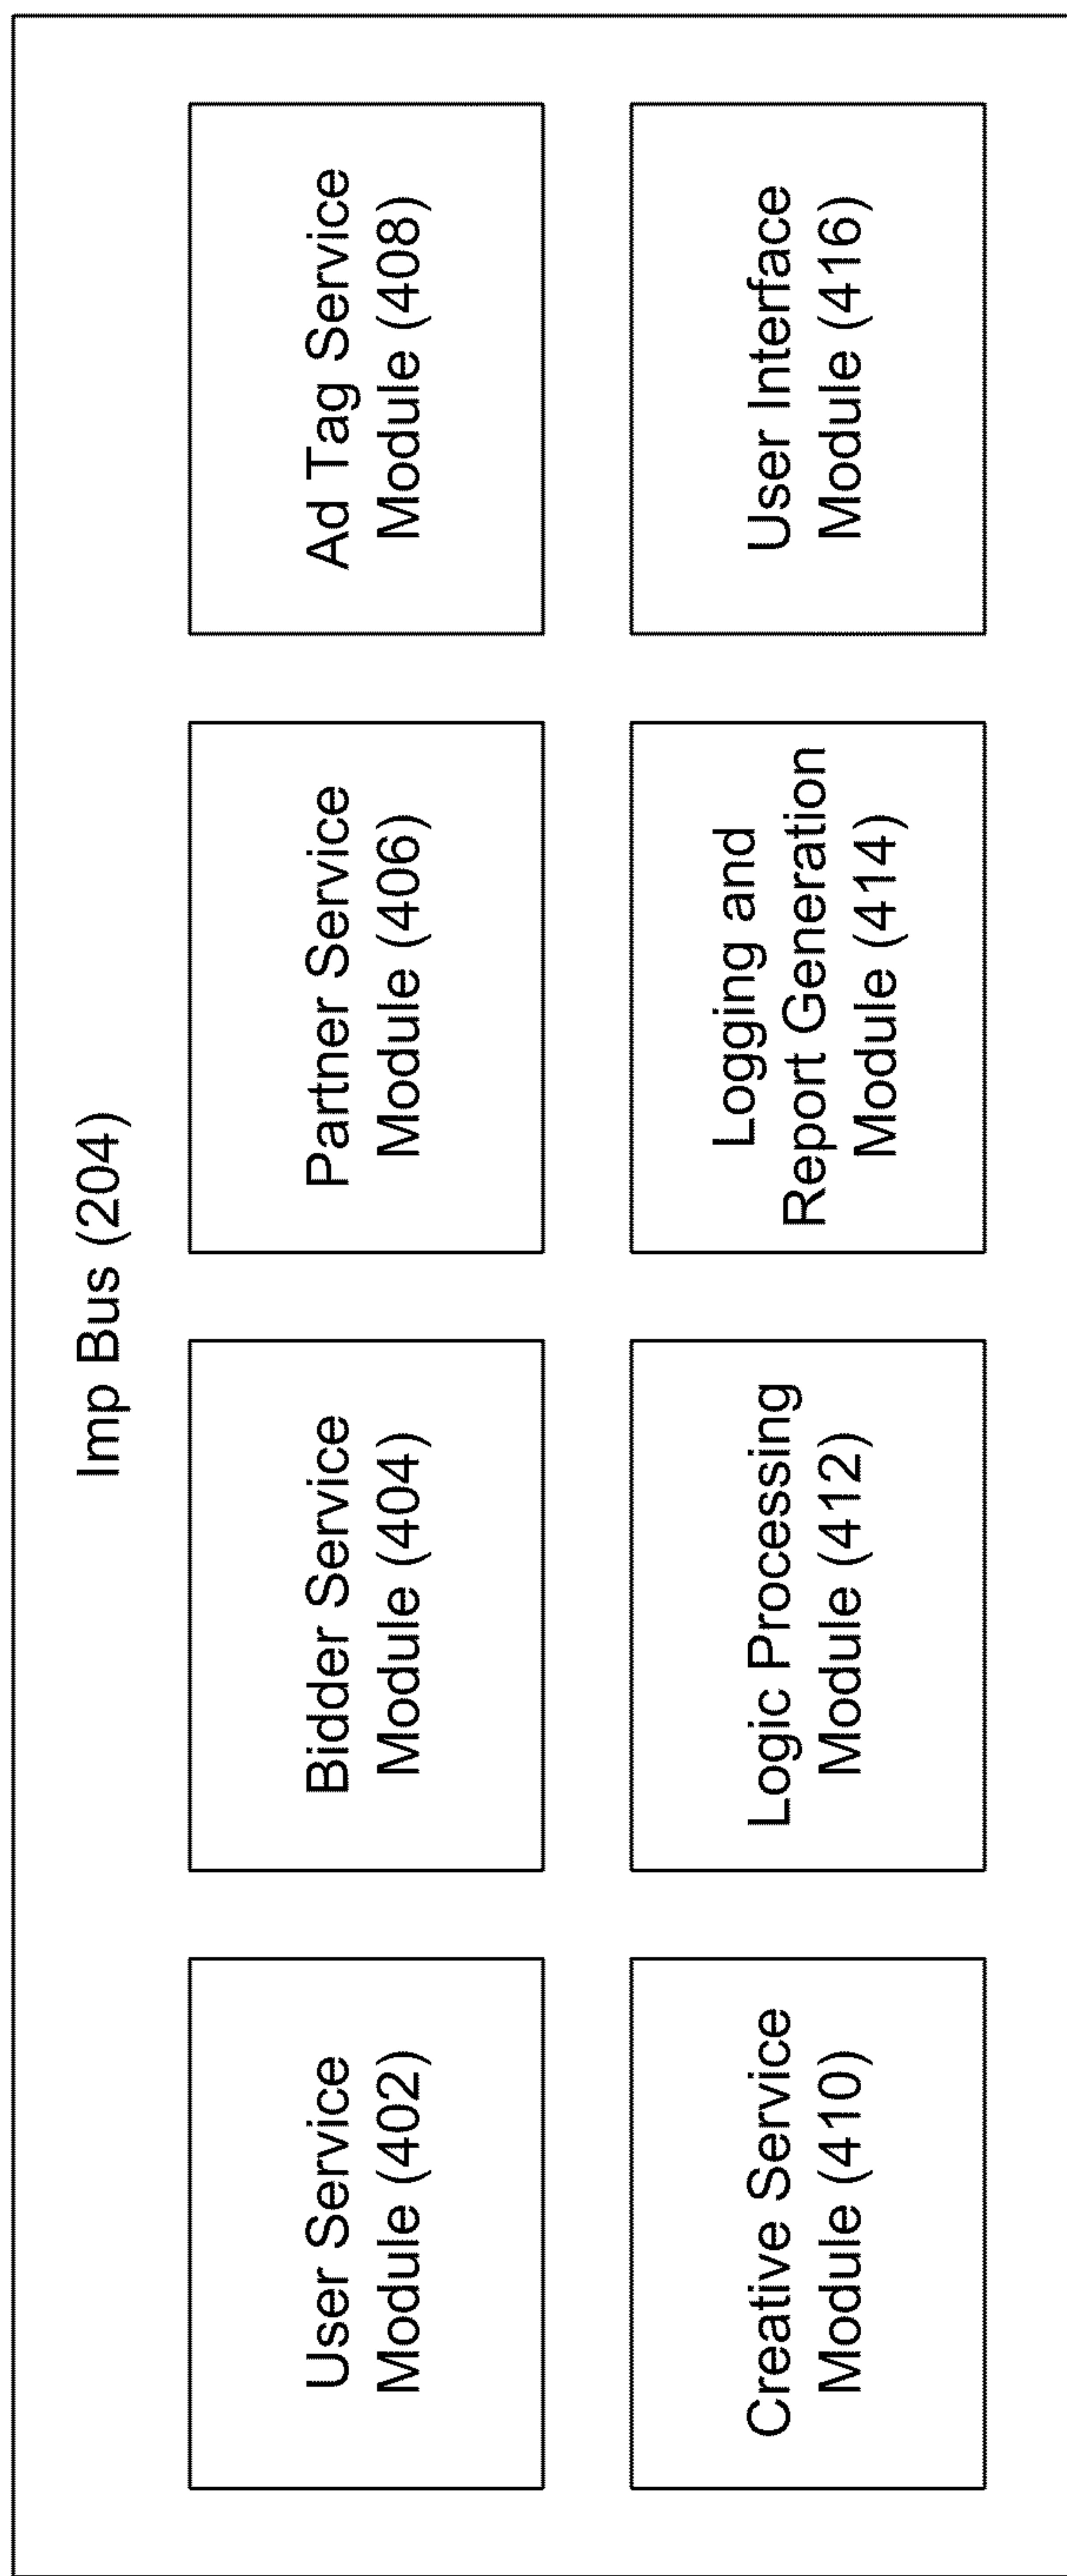 Imp Bus (204)
User Service
Module (402)
Bidder Service
Module (404)
Partner Service
Module (406)
Ad Tag Service
Module (408)
Creative Service
Module (410)
Logic Processing
Module (412)
Logging and
Report Generation
Module (414)
User Interface
Module (416)